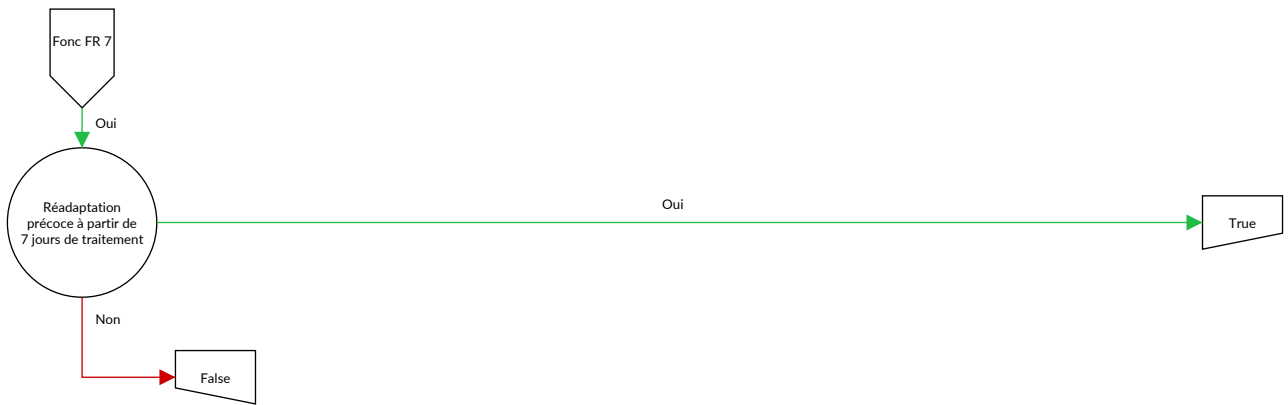 Fonc FR 7
Oui
Réadaptation
précoce à partir de
7 jours de traitement
Oui
True
Non
False